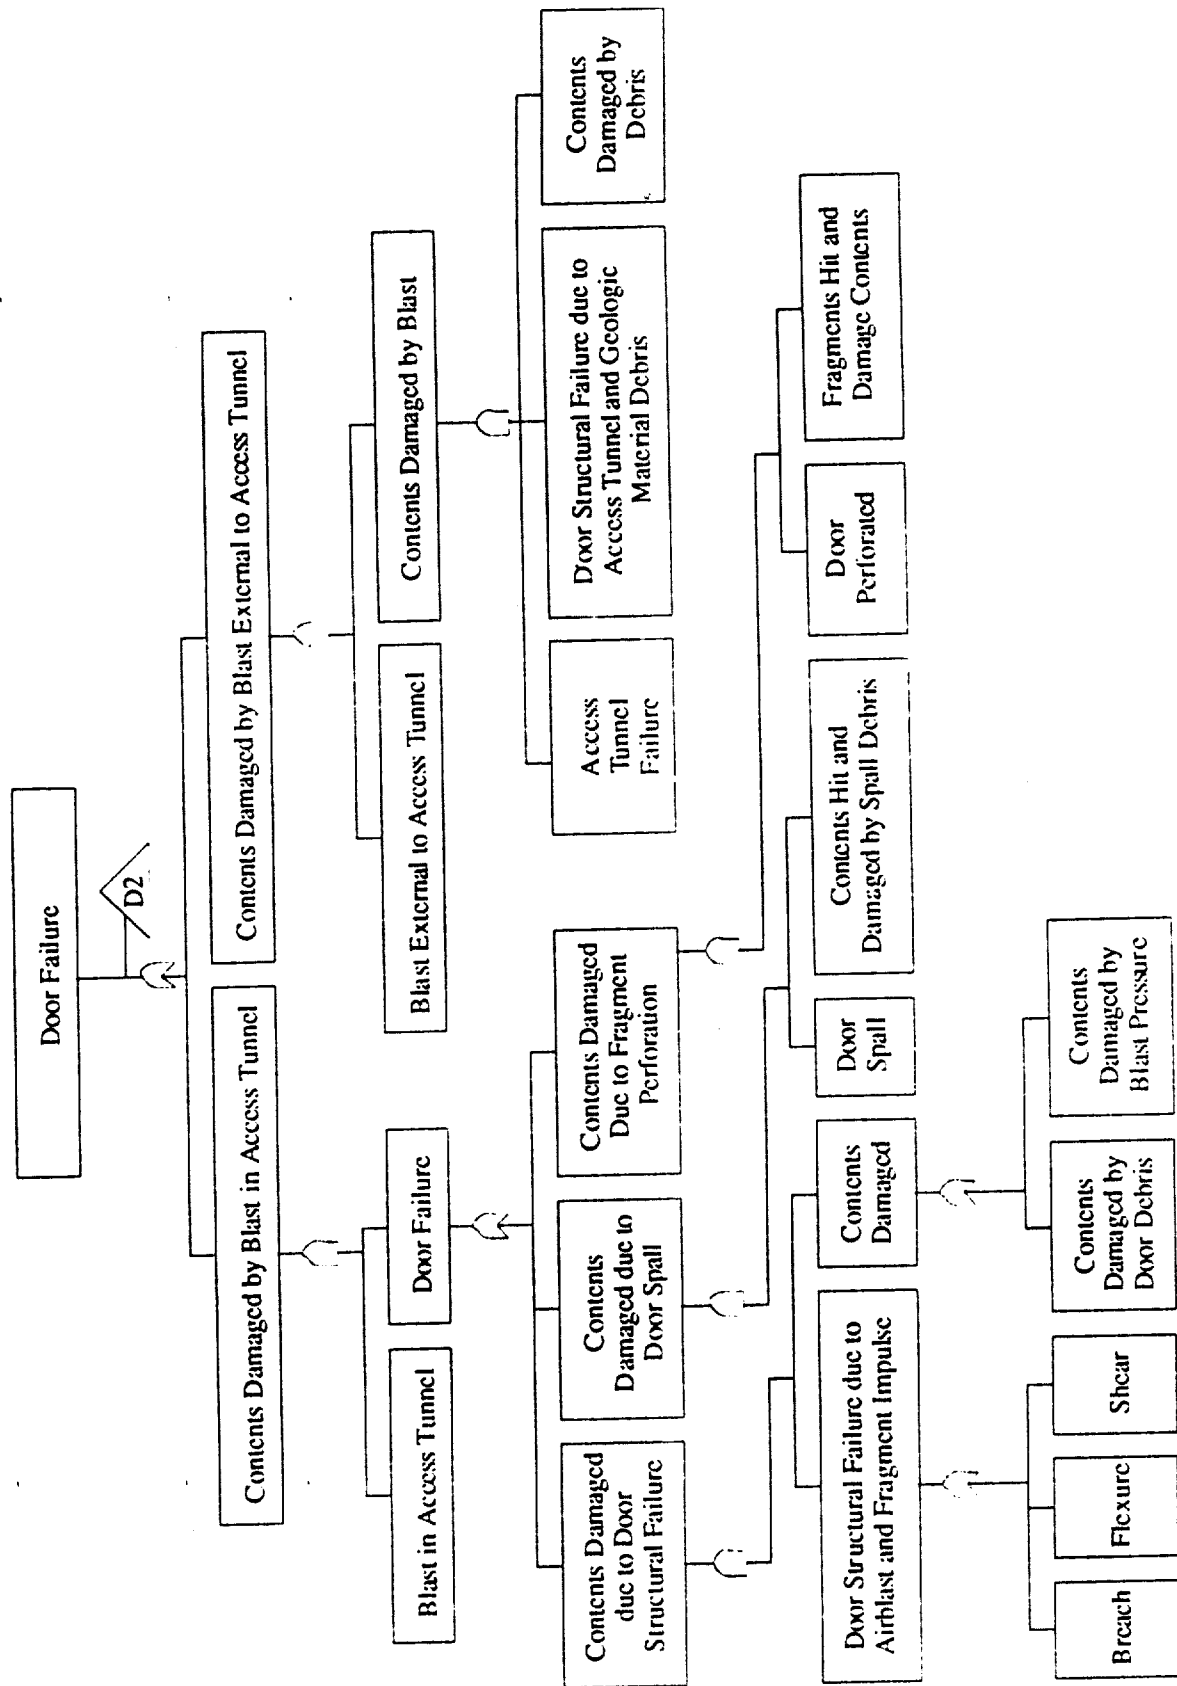 Door Failure
D2
Contents Damaged by Blast in Access Tunnel
Contents Damaged by Blast External to Access Tunnel
Blast in Access Tunnel
Door Failure
Blast External to Access Tunnel
Contents Damaged by Blast
Contents Damaged
due to Door
Structural Failure
Contents
Damaged due to
Door Spall
Contents Damaged
Due to Fragment
Perforation
Access
Tunnel
Failure
Door Structural Failure due to
Access Tunnel and Geologic
Material Debris
Contents
Damaged by
Debris
Door Structural Failure due to
Airblast and Fragment Impulse
Contents
Damaged
Door
Spall
Contents Hit and
Damaged by Spall Debris
Door
Perforated
Fragments Hit and
Damage Contents
Breach
Flexure
Shear
Contents
Damaged by
Door Debris
Contents
Damaged by
Blast Pressure